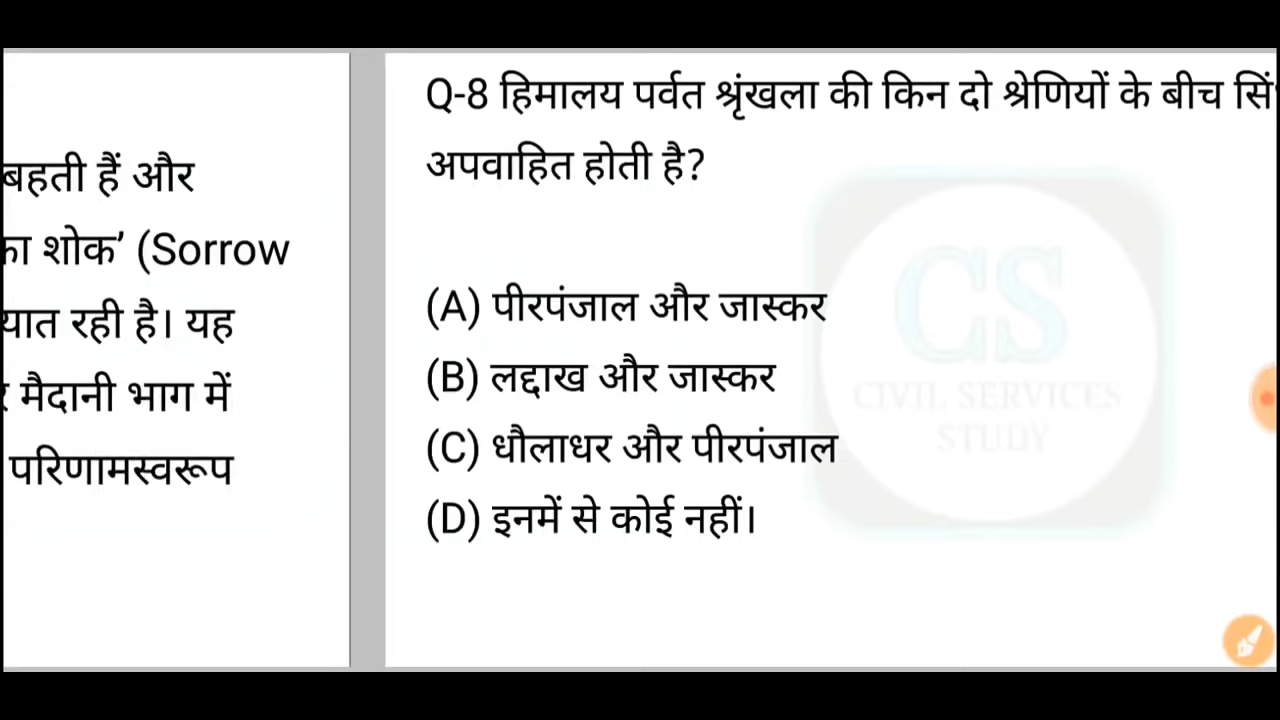 बहती हैं और
का शोक’ (Sorrow
यात रही है। यह
मैदानी भाग में
परिणामस्वरूप
Q-8 हिमालय पर्वत श्रृंखला की किन दो श्रेणियों के बीच
अपवाहित होती है?
(A) पीरपंजाल और जास्कर
(B) लद्दाख और जास्कर
(C) धौलाधर और पीरपंजाल
(D) इनमें से कोई नहीं।
CS
CIVIL SERVICES
STUDY